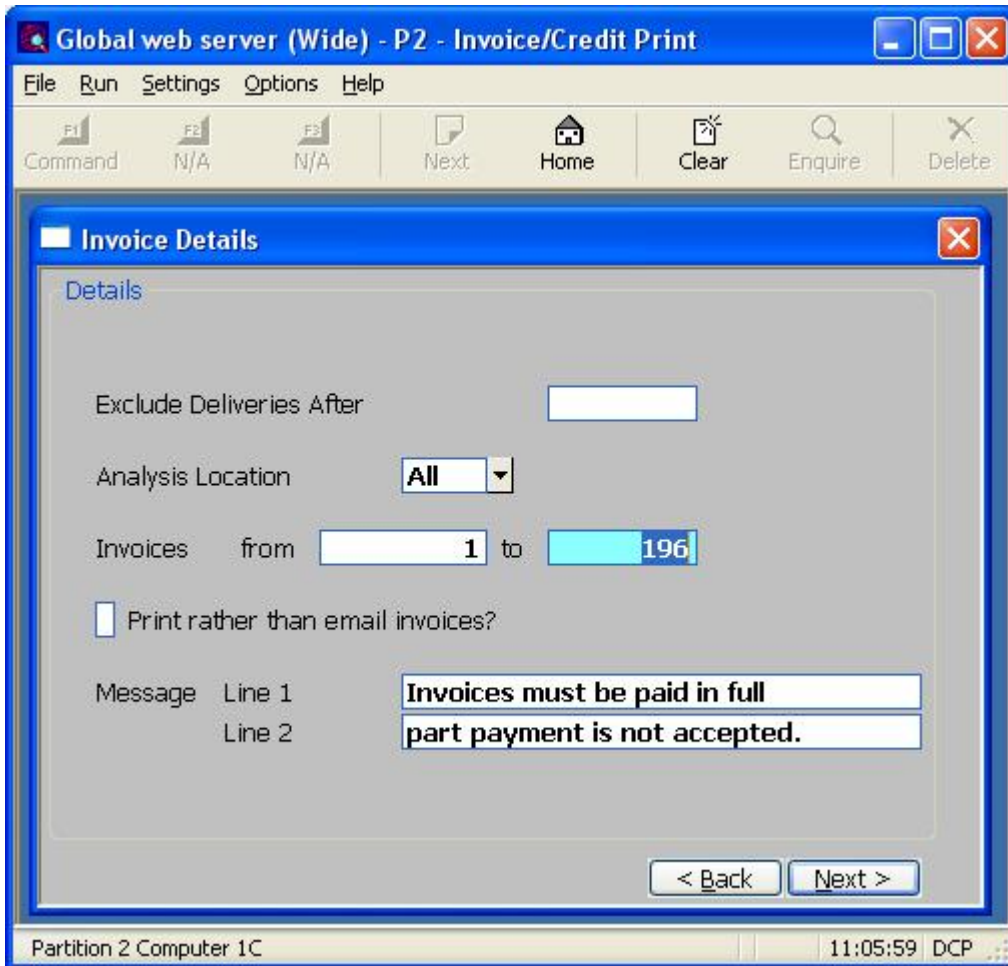 Global web server (Wide) - P2 - Invoice/Credit Print
File Run Settings Options Help
F1 F2 F3
Command N/A N/A Next Home Clear Enquire Delete
Invoice Details
Details
Exclude Deliveries After
Analysis Location All
Invoices from 1 to 196
Print rather than email invoices?
Message Line 1 Invoices must be paid in full
Line 2 part payment is not accepted.
< Back Next >
Partition 2 Computer 1C 11:05:59 DCP